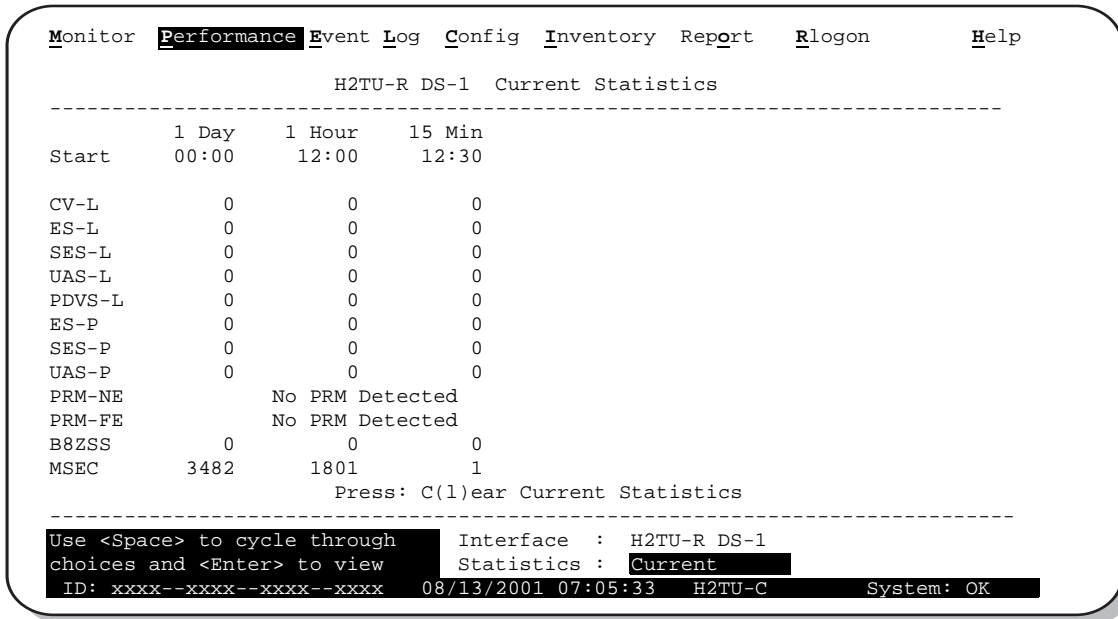 Monitor Performance Event Log Config Inventory Report Rlogon Help
H2TU-R DS-1 Current Statistics
--------------------------------------------------------------------------------
1 Day 1 Hour 15 Min
Start 00:00 12:00 12:30
CV-L 0 0 0
ES-L 0 0 0
SES-L 0 0 0
UAS-L 0 0 0
PDVS-L 0 0 0
ES-P 0 0 0
SES-P 0 0 0
UAS-P 0 0 0
PRM-NE No PRM Detected
PRM-FE No PRM Detected
B8ZSS 0 0 0
MSEC 3482 1801 1
Press: C(l)ear Current Statistics
--------------------------------------------------------------------------------
Use <Space> to cycle through Interface : H2TU-R DS-1
choices and <Enter> to view Statistics : Current
ID: xxxx--xxxx--xxxx--xxxx 08/13/2001 07:05:33 H2TU-C System: OK